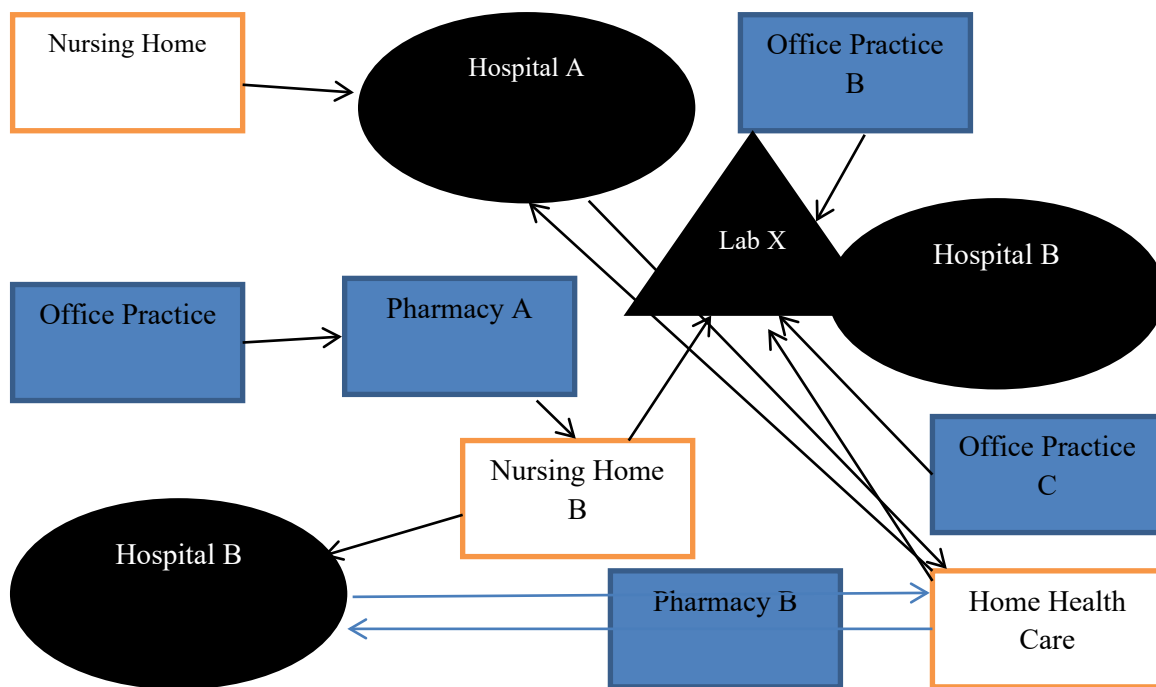 Nursing Home
Hospital A
Office Practice
B
Lab X
Hospital B
Office Practice
Pharmacy A
Nursing Home
B
Office Practice
C
Hospital B
Pharmacy B
Home Health
Care